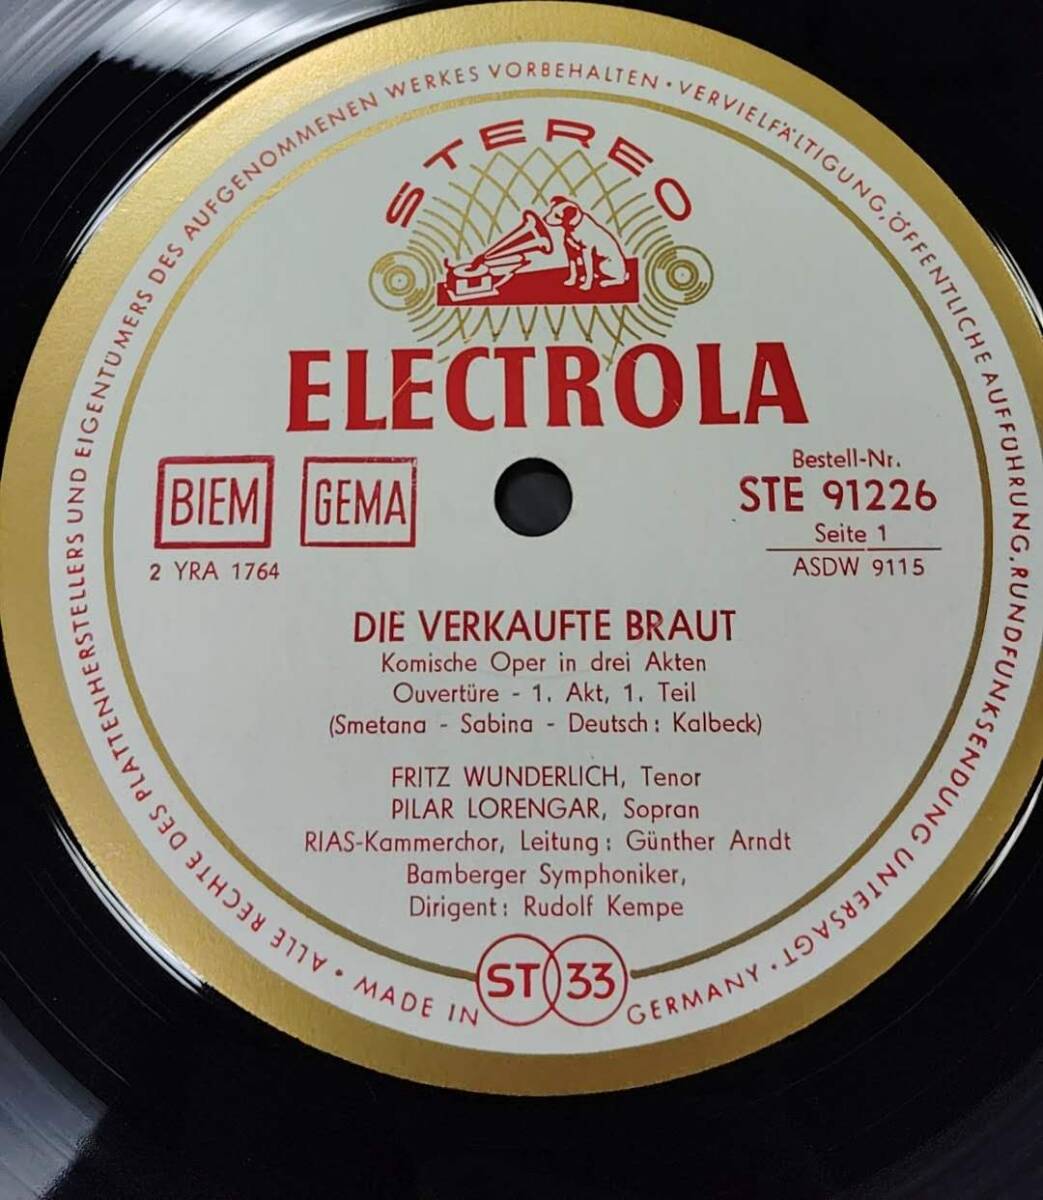 ALLE RECHTE DES PLATTENHERSTELLERS UND EIGENTÜMERS DES AUFGENOMMENEN WERKES VORBEHALTEN • VERVIELFÄLTIGUNG, ÖFFENTLICHE AUFFÜHRUNG, RUNDFUNKSENDUNG UNTERSAGT •
STEREO
ELECTROLA
BIEM GEMA
2 YRA 1764
Bestell-Nr.
STE 91226
Seite 1
ASDW 9115
DIE VERKAUFTE BRAUT
Komische Oper in drei Akten
Ouvertüre - 1. Akt, 1. Teil
(Smetana - Sabina - Deutsch: Kalbeck)
FRITZ WUNDERLICH, Tenor
PILAR LORENGAR, Sopran
RIAS-Kammerchor, Leitung: Günther Arndt
Bamberger Symphoniker,
Dirigent: Rudolf Kempe
ST 33
• MADE IN GERMANY •